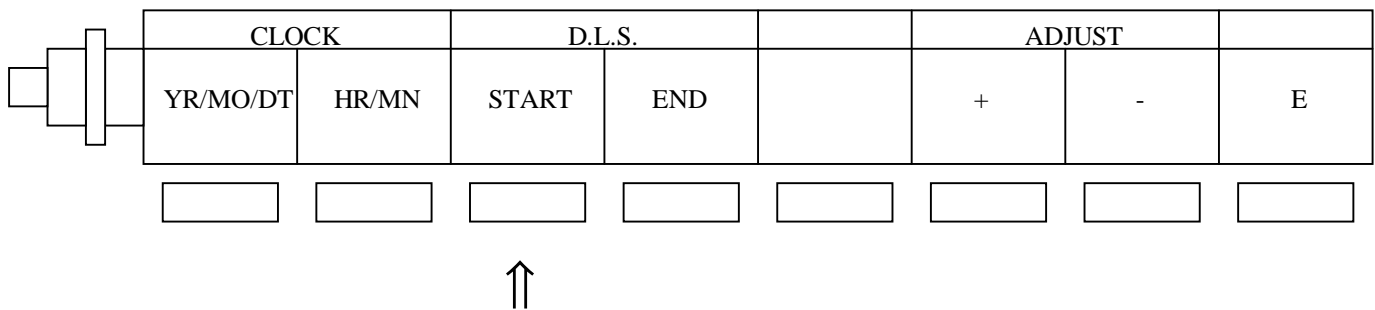 CLOCK D.L.S. ADJUST
YR/MO/DT HR/MN START END + - E